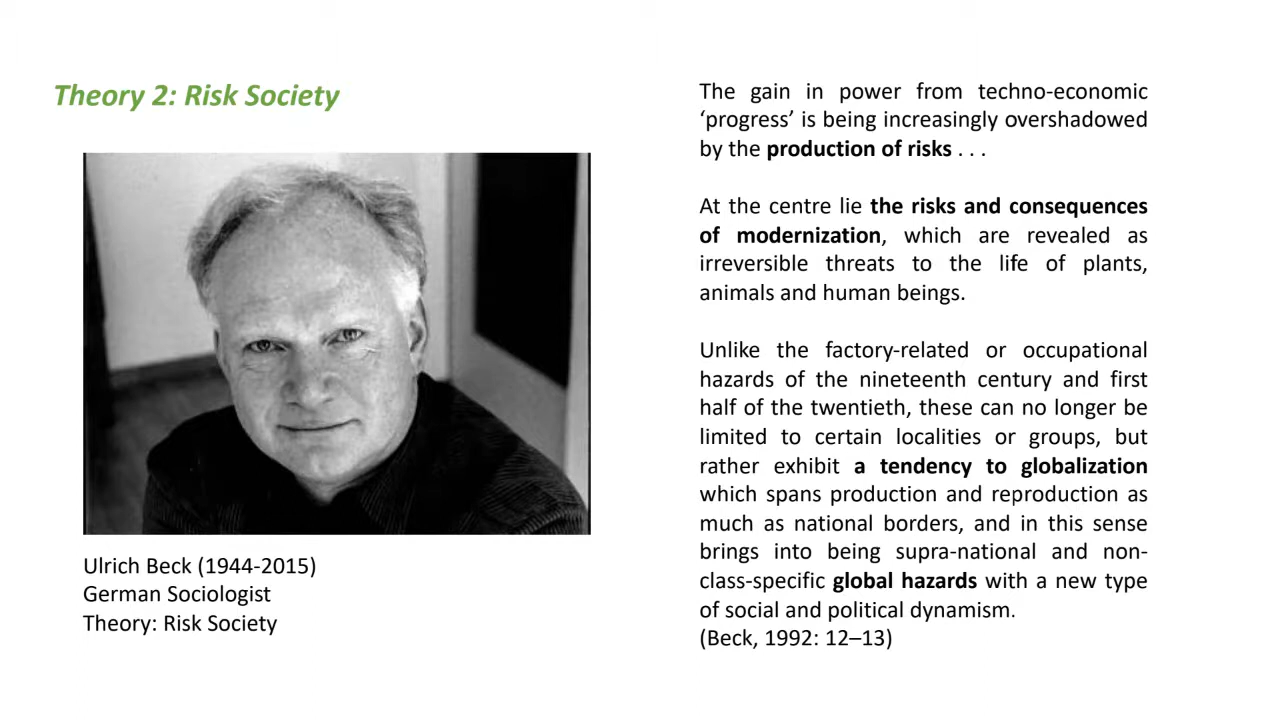 Theory 2: Risk Society
Ulrich Beck (1944-2015)
German Sociologist
Theory: Risk Society
The gain in power from techno-economic
‘progress’ is being increasingly overshadowed
by the production of risks . . .
At the centre lie the risks and consequences
of modernization, which are revealed as
irreversible threats to the life of plants,
animals and human beings.
Unlike the factory-related or occupational
hazards of the nineteenth century and first
half of the twentieth, these can no longer be
limited to certain localities or groups, but
rather exhibit a tendency to globalization
which spans production and reproduction as
much as national borders, and in this sense
brings into being supra-national and non-
class-specific global hazards with a new type
of social and political dynamism.
(Beck, 1992: 12–13)